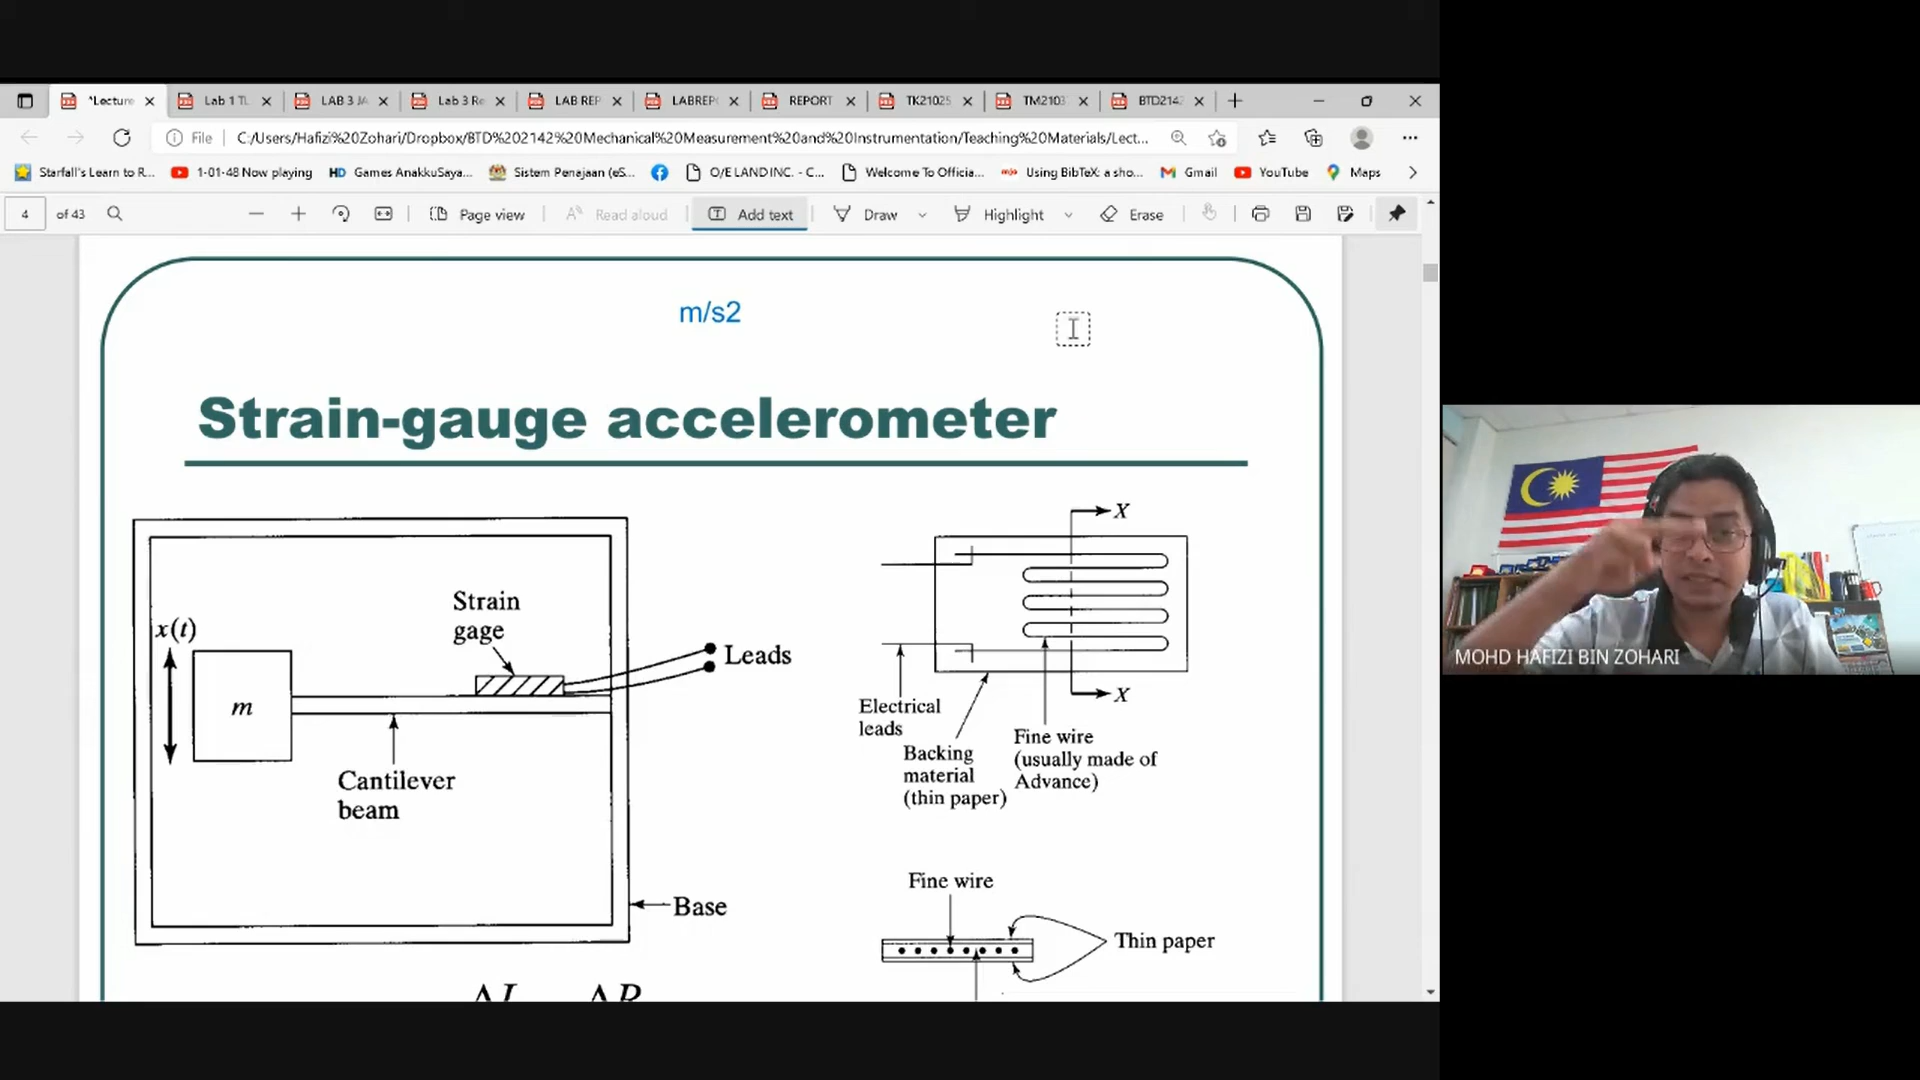 *Lecture
Lab 1 TL
LAB 3 JA
Lab 3 Re
LAB REP
LABREPO
REPORT
TK21025
TM2103
BTD2142
File
C:/Users/Hafizi%20Zohari/Dropbox/BTD%202142%20Mechanical%20Measurement%20and%20Instrumentation/Teaching%20Materials/Lect...
Starfall's Learn to R...
1-01-48 Now playing
HD Games AnakkuSaya...
Sistem Penajaan (eS...
O/E LAND INC. - C...
Welcome To Officia...
Using BibTeX: a sho...
Gmail
YouTube
Maps
4 of 43
Page view
Read aloud
Add text
Draw
Highlight
Erase
m/s2
Strain-gauge accelerometer
x(t)
m
Strain
gage
Leads
Cantilever
beam
Base
X
X
Electrical
leads
Backing
material
(thin paper)
Fine wire
(usually made of
Advance)
Fine wire
Thin paper
MOHD HAFIZI BIN ZOHARI